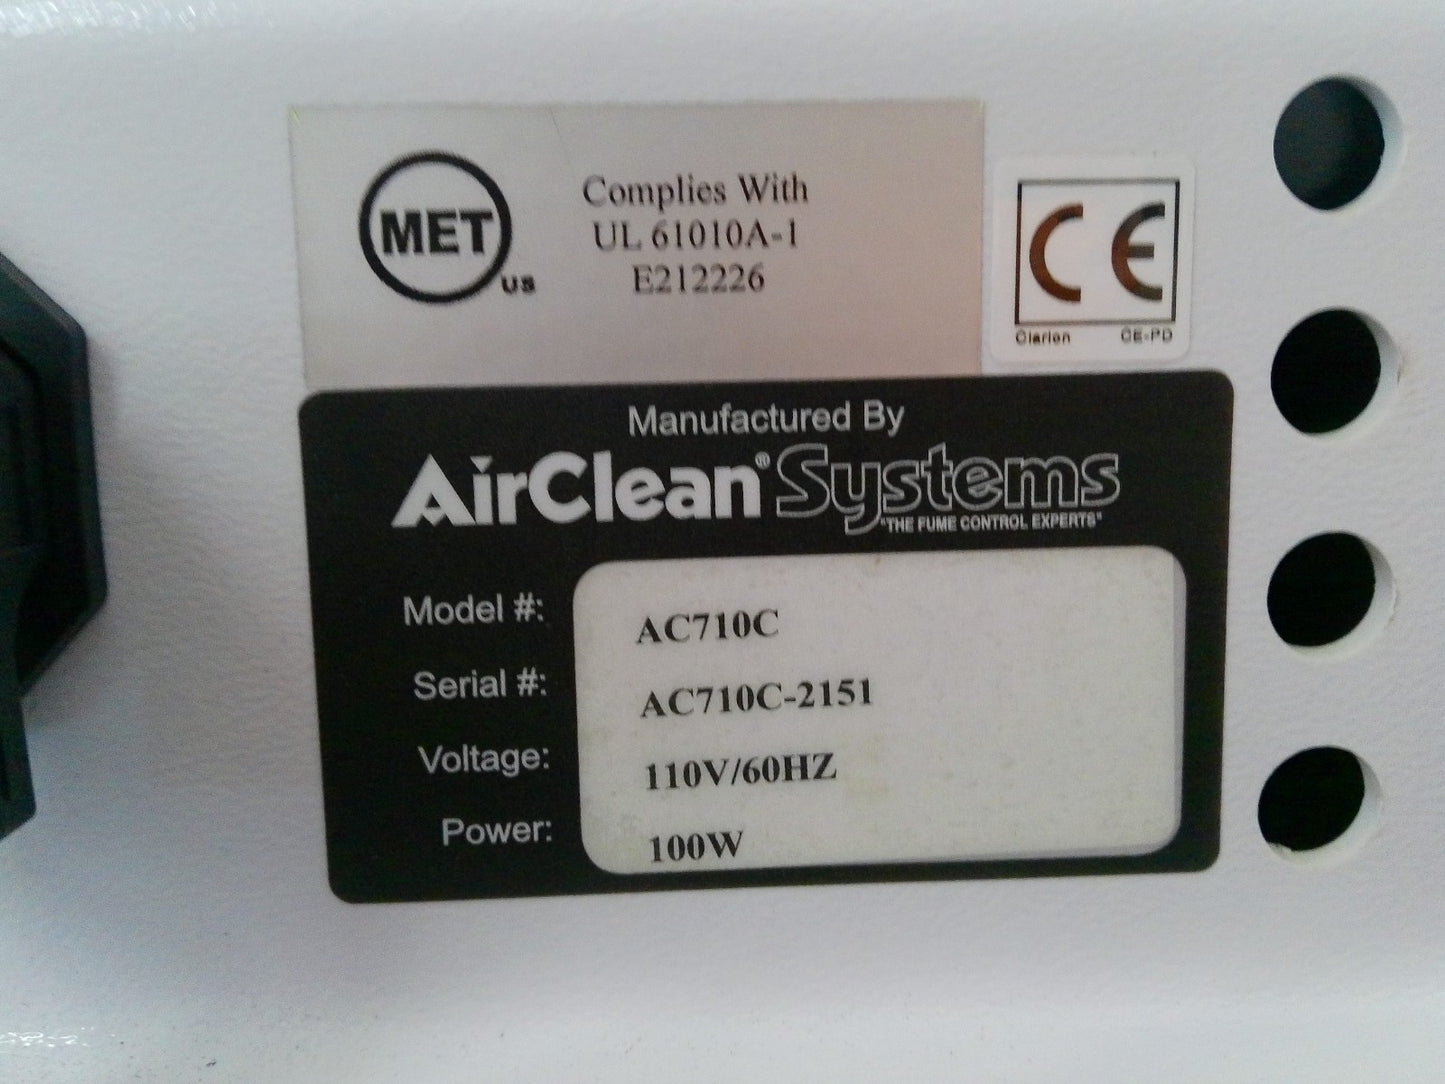 MET
US
Complies With
UL 61010A-1
E212226
CE
Clarion CE-PD
Manufactured By
AirClean® Systems
"THE FUME CONTROL EXPERTS"
Model #: AC710C
Serial #: AC710C-2151
Voltage: 110V/60HZ
Power: 100W